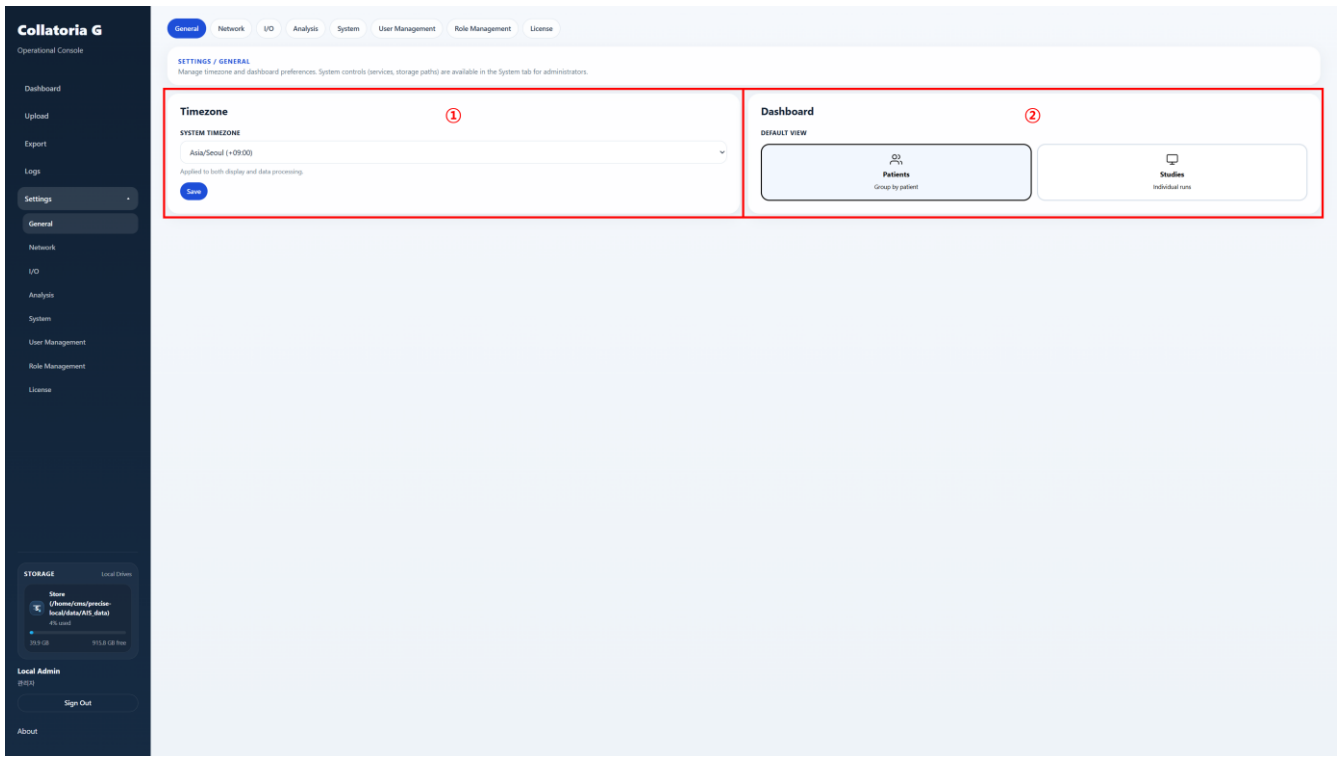 Collatoria G
Operational Console
Dashboard
Upload
Export
Logs
Settings
General
Network
I/O
Analysis
System
User Management
Role Management
License
STORAGE
Local Drives
Store
(/home/cms/precise-
local/data/AIS_data)
4% used
39.9 GB
915.8 GB free
Local Admin
관리자
Sign Out
About
General
Network
I/O
Analysis
System
User Management
Role Management
License
SETTINGS / GENERAL
Manage timezone and dashboard preferences. System controls (services, storage paths) are available in the System tab for administrators.
Timezone
①
SYSTEM TIMEZONE
Asia/Seoul (+09:00)
Applied to both display and data processing.
Save
Dashboard
②
DEFAULT VIEW
Patients
Group by patient
Studies
Individual runs